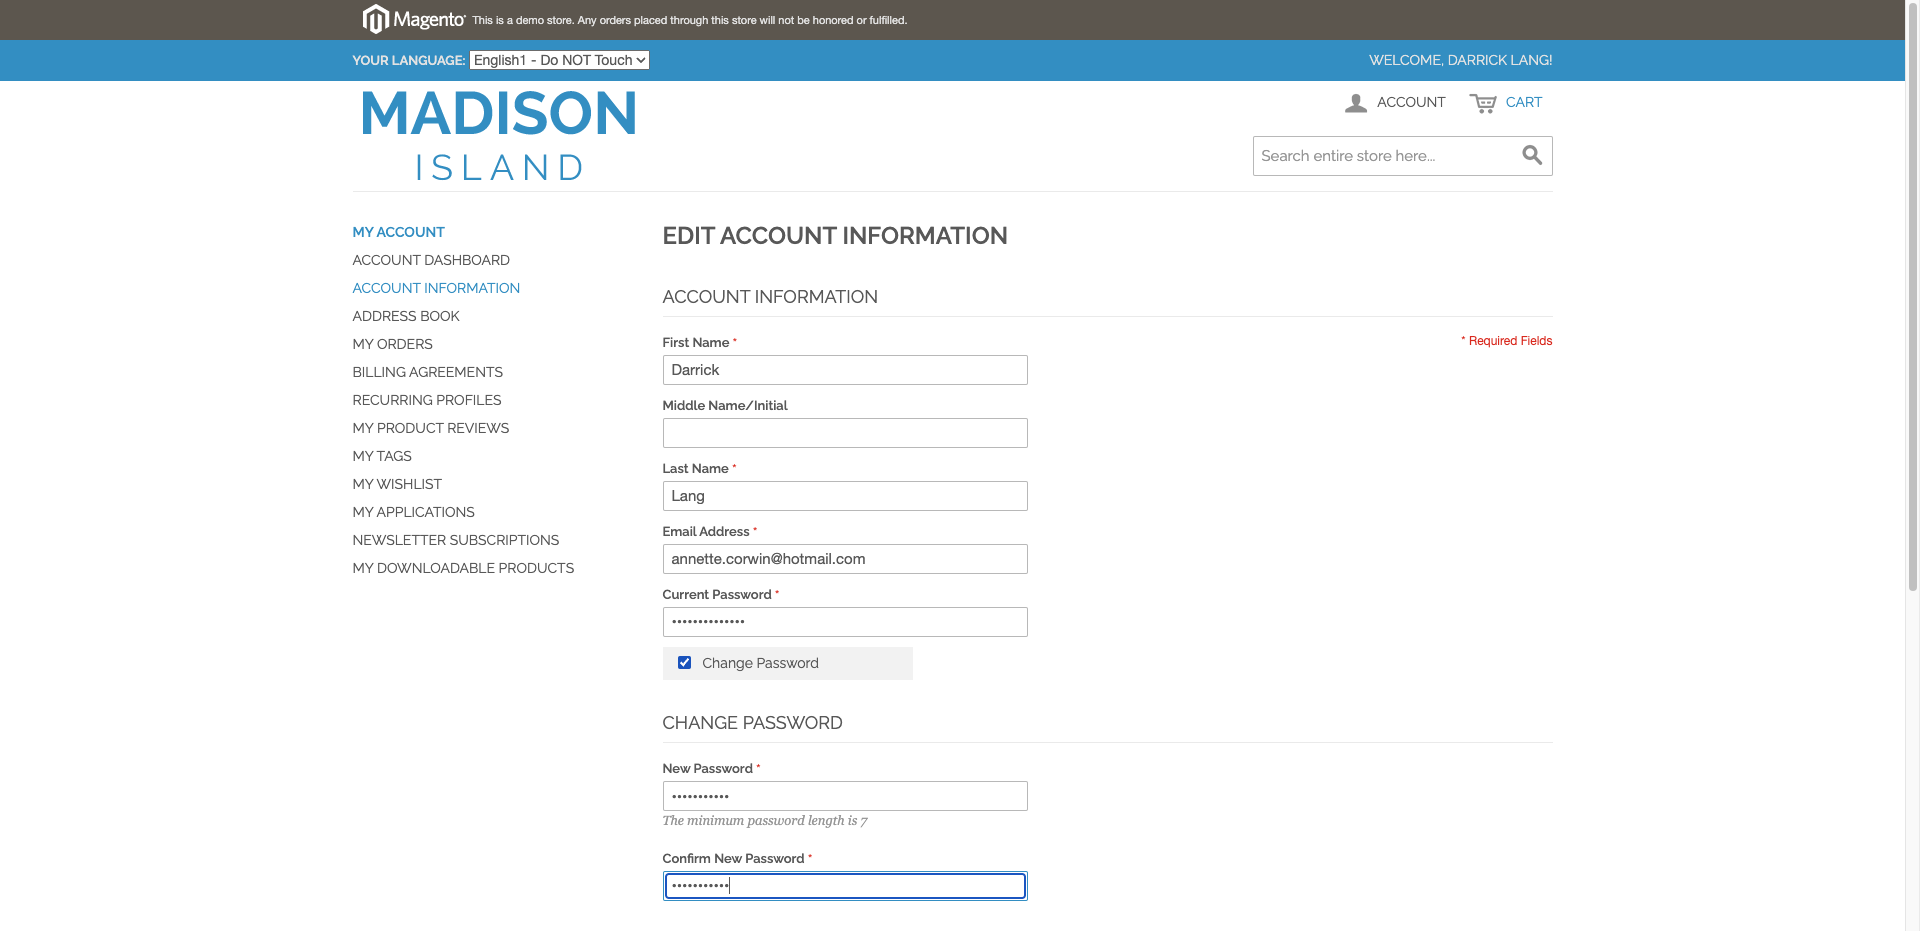 Magento® This is a demo store. Any orders placed through this store will not be honored or fulfilled.
YOUR LANGUAGE: English1 - Do NOT Touch
WELCOME, DARRICK LANG!
MADISON
ISLAND
ACCOUNT
CART
Search entire store here...
MY ACCOUNT
ACCOUNT DASHBOARD
ACCOUNT INFORMATION
ADDRESS BOOK
MY ORDERS
BILLING AGREEMENTS
RECURRING PROFILES
MY PRODUCT REVIEWS
MY TAGS
MY WISHLIST
MY APPLICATIONS
NEWSLETTER SUBSCRIPTIONS
MY DOWNLOADABLE PRODUCTS
EDIT ACCOUNT INFORMATION
ACCOUNT INFORMATION
* Required Fields
First Name *
Darrick
Middle Name/Initial
Last Name *
Lang
Email Address *
annette.corwin@hotmail.com
Current Password *
••••••••••••••
Change Password
CHANGE PASSWORD
New Password *
•••••••••••
The minimum password length is 7
Confirm New Password *
•••••••••••